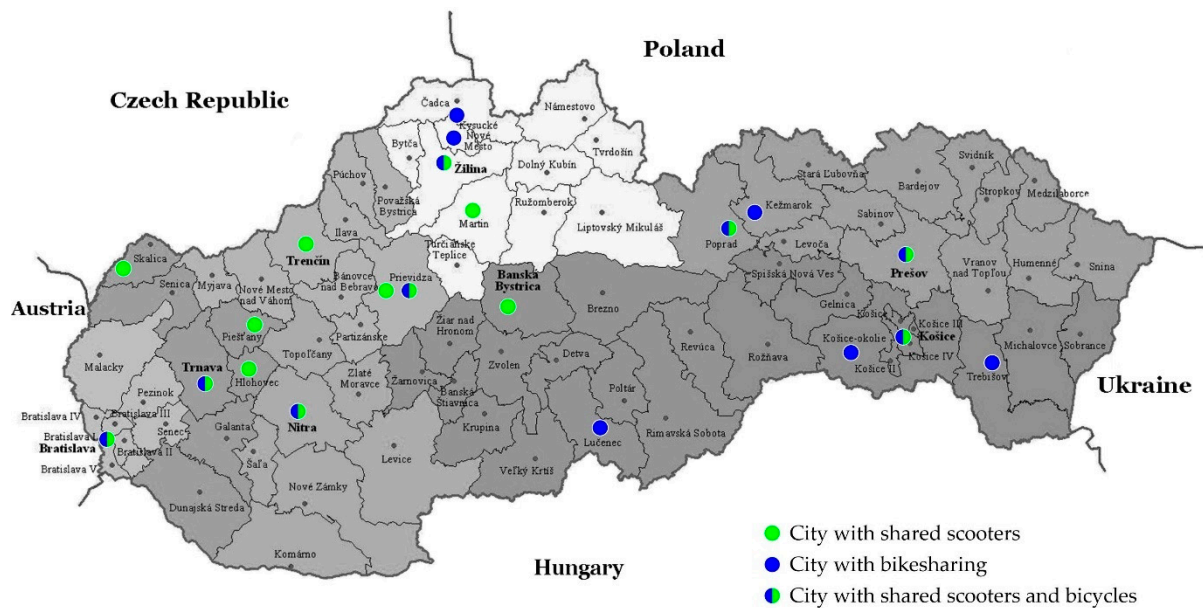 Poland
Czech Republic
Čadca
Kysucké
Nové
Mesto
Námestovo
Tvrdošín
Bytča
Žilina
Dolný Kubín
Púchov
Považská
Bystrica
Martin
Ružomberok
Liptovský Mikuláš
Stará Ľubovňa
Bardejov
Svidník
Stropkov
Medzilaborce
Kežmarok
Sabinov
Ilava
Trenčín
Turčianske
Teplice
Poprad
Levoča
Prešov
Skalica
Bánovce
nad Bebravo
Prievidza
Banská
Bystrica
Spišská Nová Ves
Vranov
nad Topľou
Humenné
Snina
Senica
Myjava
Nové Mesto
nad Váhom
Austria
Brezno
Gelnica
Košice I
Košice III
Košice
Piešťany
Partizánske
Žiar nad
Hronom
Topoľčany
Detva
Revúca
Rožňava
Košice-okolie
Košice IV
Košice II
Michalovce
Sobrance
Malacky
Trnava
Hlohovec
Zlaté
Moravce
Žarnovica
Zvolen
Trebišov
Ukraine
Pezinok
Banská
Štiavnica
Poltár
Bratislava IV
Bratislava III
Senec
Nitra
Krupina
Lučenec
Rimavská Sobota
Bratislava I
Bratislava
Bratislava II
Galanta
Bratislava V
Šaľa
Levice
Veľký Krtíš
Dunajská Streda
Nové Zámky
Komárno
Hungary
City with shared scooters
City with bikesharing
City with shared scooters and bicycles